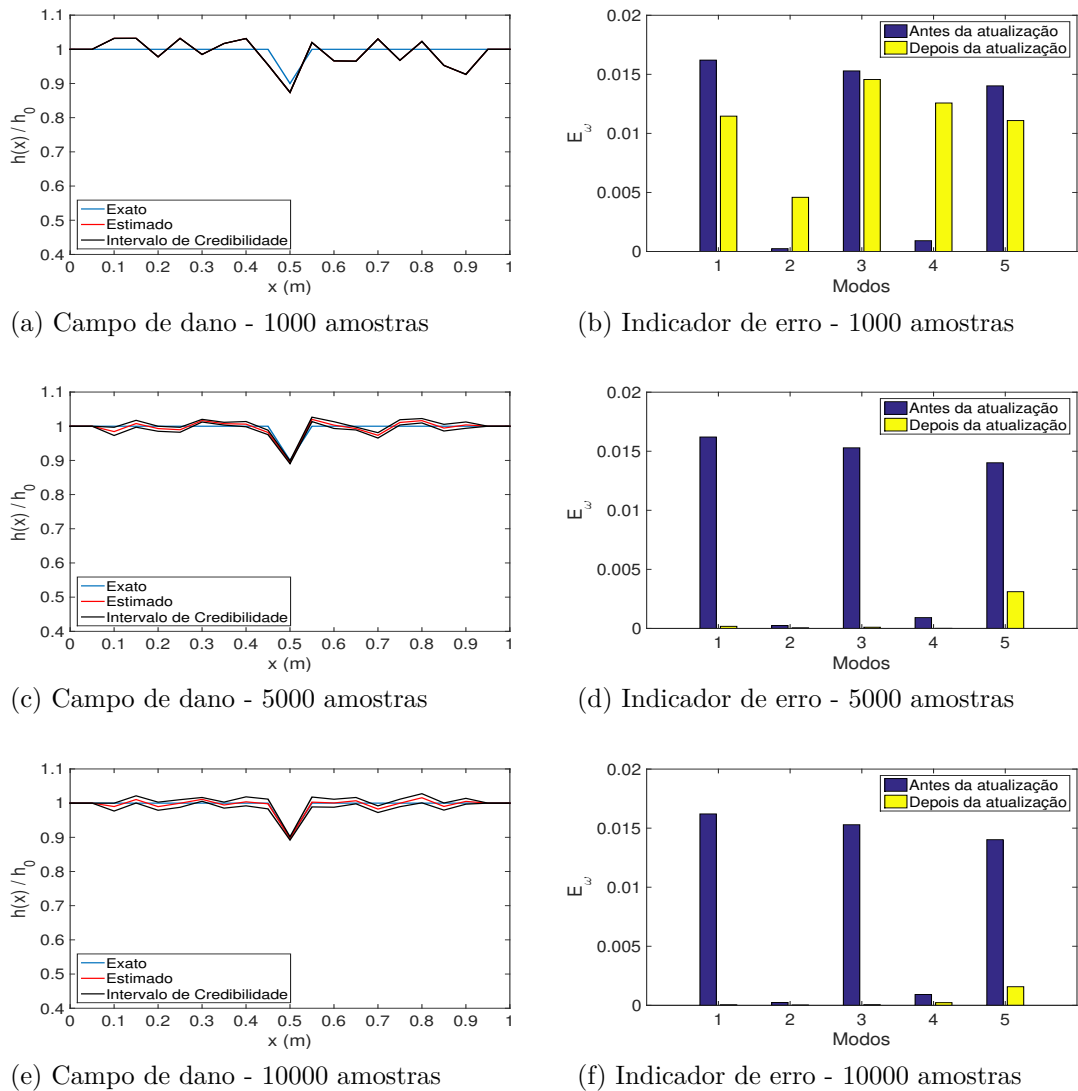 1.1
1
0.9
0.8
0.7
0.6
0.5
0.4
h(x) / h0
0 0.1 0.2 0.3 0.4 0.5 0.6 0.7 0.8 0.9 1
x (m)
Exato
Estimado
Intervalo de Credibilidade
(a) Campo de dano - 1000 amostras
0.02
0.015
0.01
0.005
0
Eω
1 2 3 4 5
Modos
Antes da atualização
Depois da atualização
(b) Indicador de erro - 1000 amostras
1.1
1
0.9
0.8
0.7
0.6
0.5
0.4
h(x) / h0
0 0.1 0.2 0.3 0.4 0.5 0.6 0.7 0.8 0.9 1
x (m)
Exato
Estimado
Intervalo de Credibilidade
(c) Campo de dano - 5000 amostras
0.02
0.015
0.01
0.005
0
Eω
1 2 3 4 5
Modos
Antes da atualização
Depois da atualização
(d) Indicador de erro - 5000 amostras
1.1
1
0.9
0.8
0.7
0.6
0.5
0.4
h(x) / h0
0 0.1 0.2 0.3 0.4 0.5 0.6 0.7 0.8 0.9 1
x (m)
Exato
Estimado
Intervalo de Credibilidade
(e) Campo de dano - 10000 amostras
0.02
0.015
0.01
0.005
0
Eω
1 2 3 4 5
Modos
Antes da atualização
Depois da atualização
(f) Indicador de erro - 10000 amostras